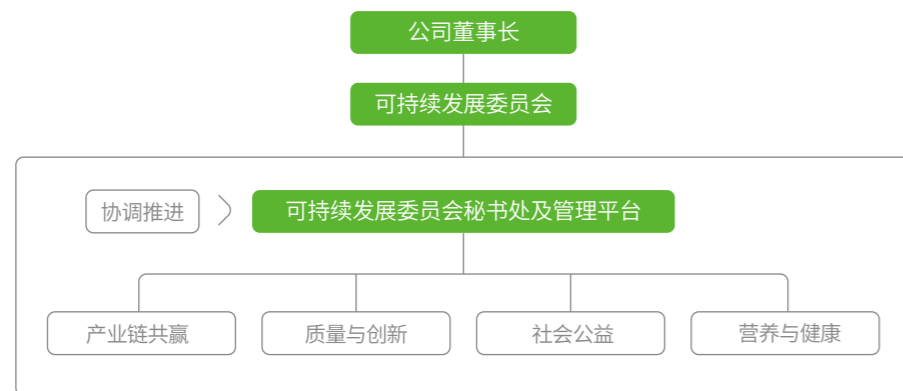 公司董事长
可持续发展委员会
协调推进
可持续发展委员会秘书处及管理平台
产业链共赢
质量与创新
社会公益
营养与健康